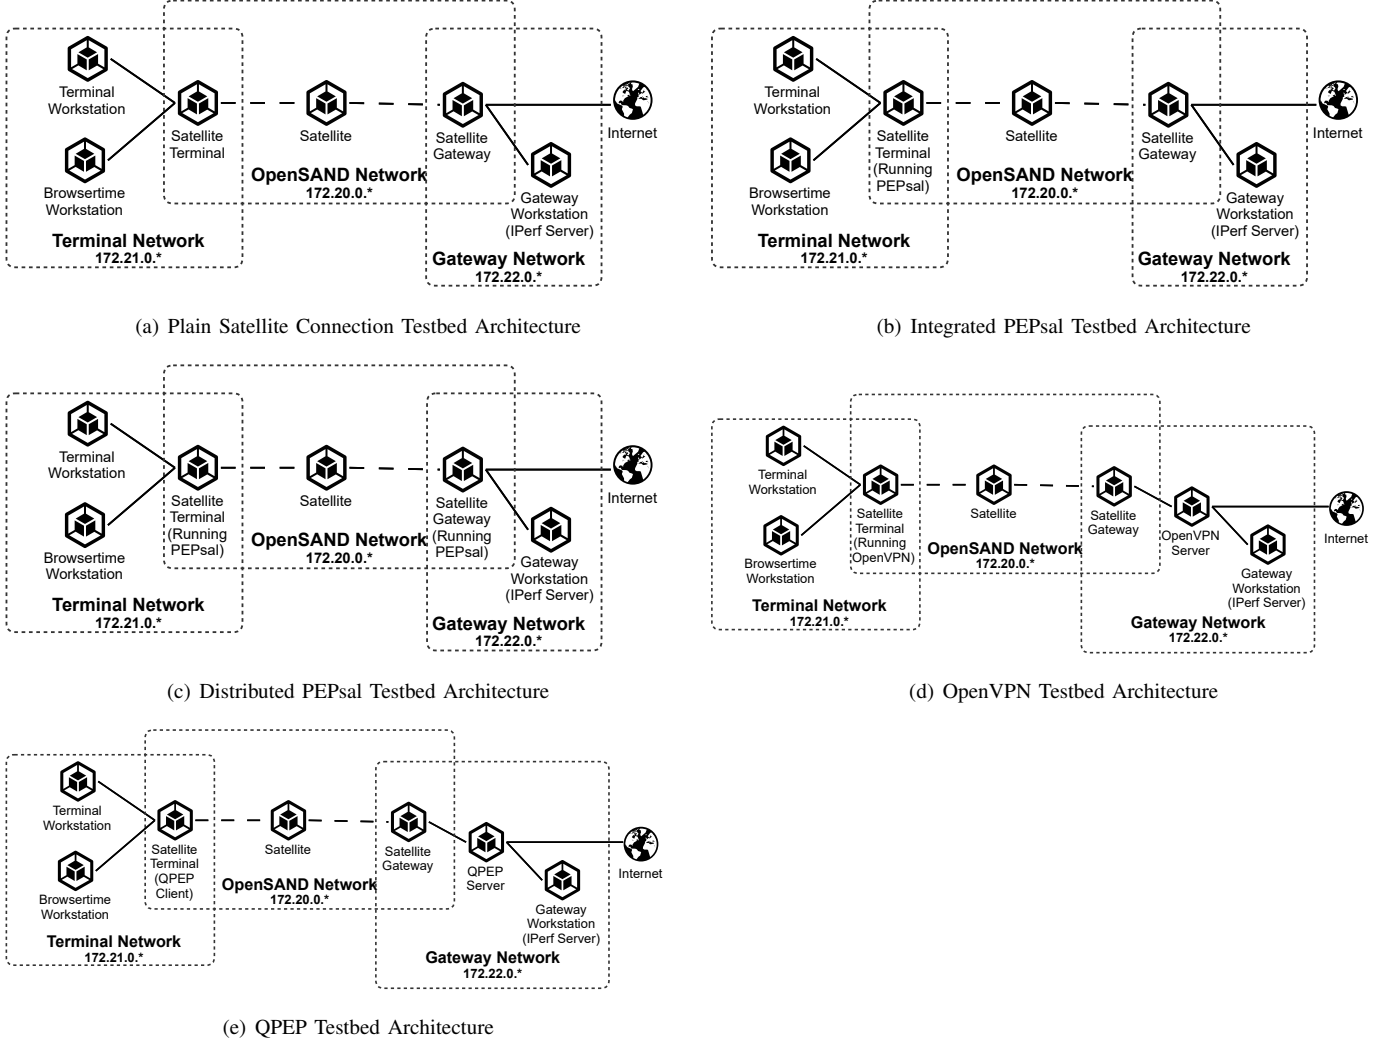 Terminal
Workstation
Browsertime
Workstation
Satellite
Terminal
Satellite
Satellite
Gateway
Internet
OpenSAND Network
172.20.0.*
Gateway
Workstation
(IPerf Server)
Terminal Network
172.21.0.*
Gateway Network
172.22.0.*
(a) Plain Satellite Connection Testbed Architecture
Terminal
Workstation
Browsertime
Workstation
Satellite
Terminal
(Running
PEPsal)
Satellite
Satellite
Gateway
Internet
OpenSAND Network
172.20.0.*
Gateway
Workstation
(IPerf Server)
Terminal Network
172.21.0.*
Gateway Network
172.22.0.*
(b) Integrated PEPsal Testbed Architecture
Terminal
Workstation
Browsertime
Workstation
Satellite
Terminal
(Running
PEPsal)
Satellite
Satellite
Gateway
(Running
PEPsal)
Internet
OpenSAND Network
172.20.0.*
Gateway
Workstation
(IPerf Server)
Terminal Network
172.21.0.*
Gateway Network
172.22.0.*
(c) Distributed PEPsal Testbed Architecture
Terminal
Workstation
Browsertime
Workstation
Satellite
Terminal
(Running
OpenVPN)
Satellite
Satellite
Gateway
OpenVPN
Server
Internet
OpenSAND Network
172.20.0.*
Gateway
Workstation
(IPerf Server)
Terminal Network
172.21.0.*
Gateway Network
172.22.0.*
(d) OpenVPN Testbed Architecture
Terminal
Workstation
Browsertime
Workstation
Satellite
Terminal
(QPEP
Client)
Satellite
Satellite
Gateway
QPEP
Server
Internet
OpenSAND Network
172.20.0.*
Gateway
Workstation
(IPerf Server)
Terminal Network
172.21.0.*
Gateway Network
172.22.0.*
(e) QPEP Testbed Architecture